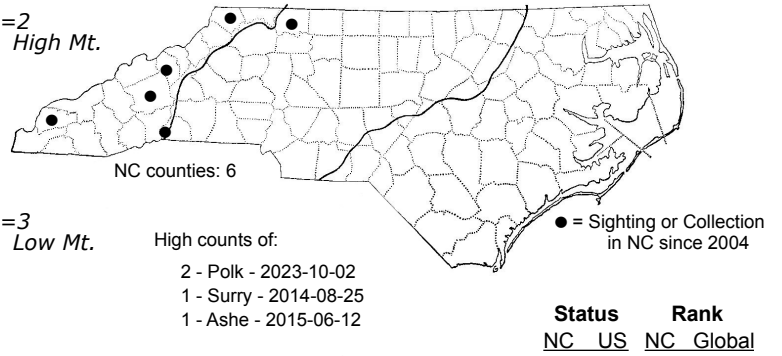 =2
High Mt.
NC counties: 6
=3
Low Mt.
High counts of:
2 - Polk - 2023-10-02
1 - Surry - 2014-08-25
1 - Ashe - 2015-06-12
● = Sighting or Collection
in NC since 2004
Status Rank
NC US NC Global